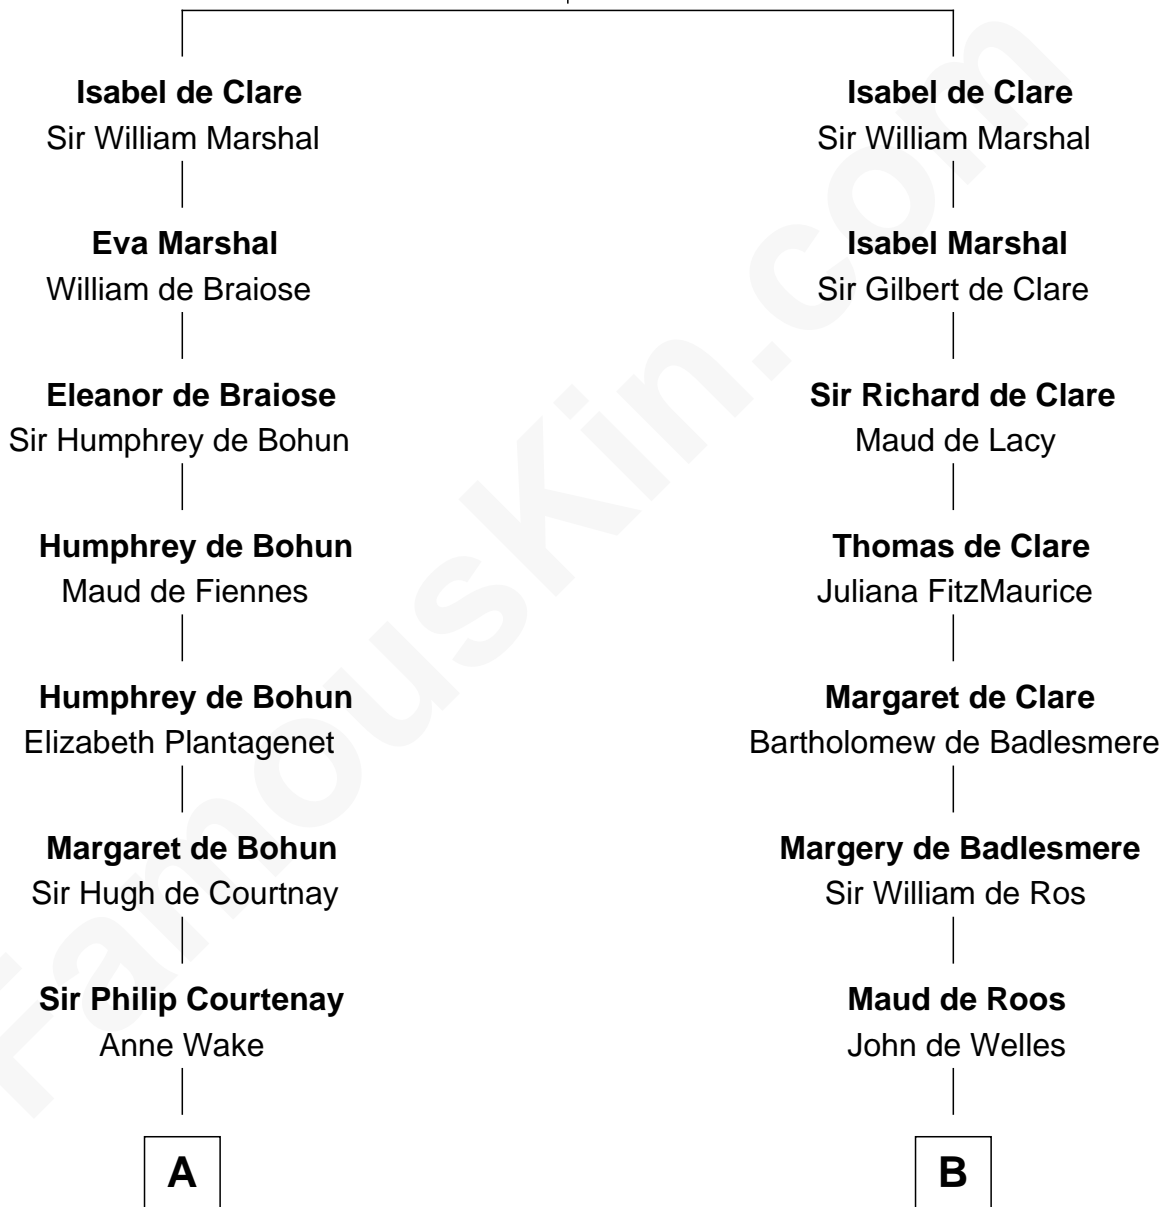 Isabel de Clare
Sir William Marshal
Eva Marshal
William de Braiose
Eleanor de Braiose
Sir Humphrey de Bohun
Humphrey de Bohun
Maud de Fiennes
Humphrey de Bohun
Elizabeth Plantagenet
Margaret de Bohun
Sir Hugh de Courtnay
Sir Philip Courtenay
Anne Wake
A
Isabel de Clare
Sir William Marshal
Isabel Marshal
Sir Gilbert de Clare
Sir Richard de Clare
Maud de Lacy
Thomas de Clare
Juliana FitzMaurice
Margaret de Clare
Bartholomew de Badlesmere
Margery de Badlesmere
Sir William de Ros
Maud de Roos
John de Welles
B
FamousKin.com